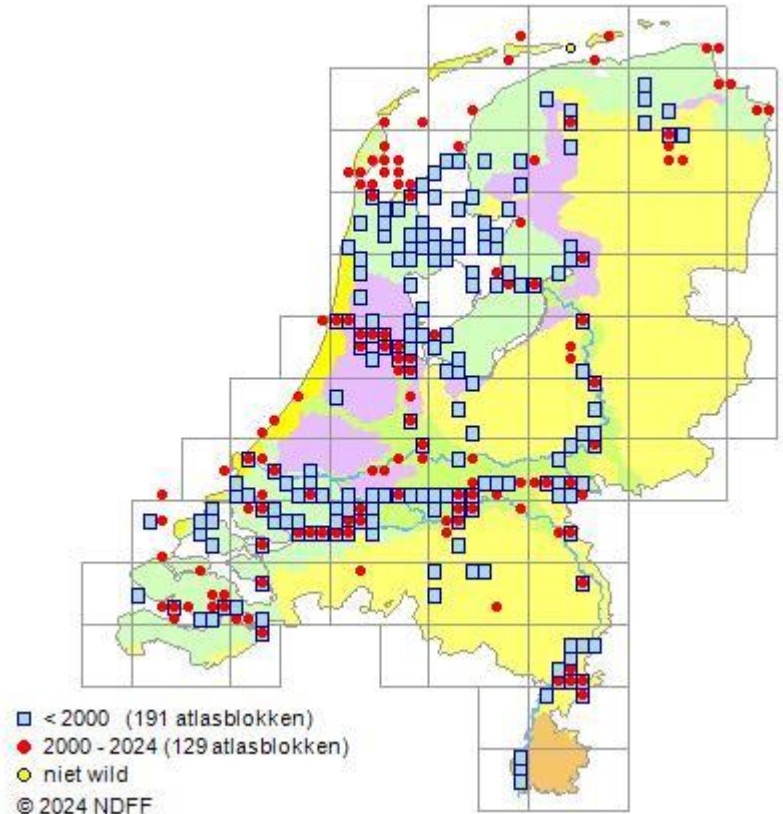 < 2000 (191 atlasblokken)
2000 - 2024 (129 atlasblokken)
niet wild
© 2024 NDFF